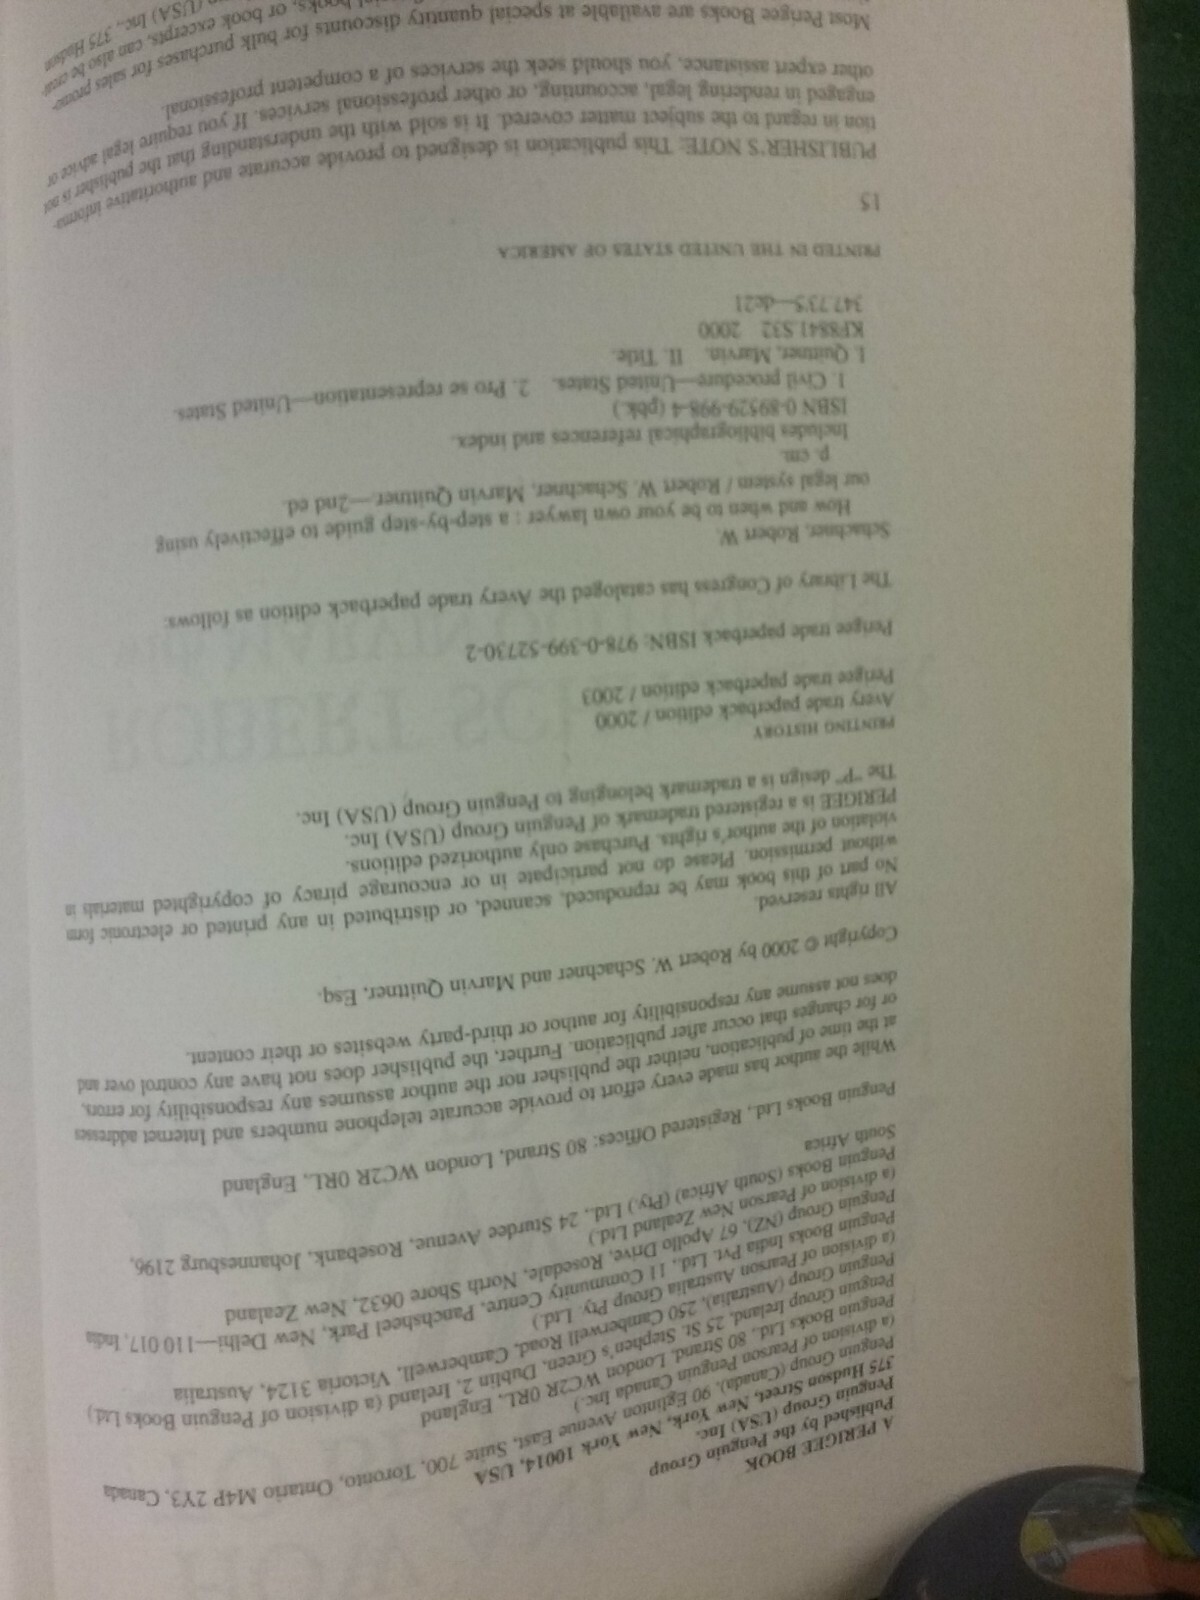 A PERIGEE BOOK
Published by the Penguin Group
Penguin Group (USA) Inc.
375 Hudson Street, New York, New York 10014, USA
Penguin Group (Canada), 90 Eglinton Avenue East, Suite 700, Toronto, Ontario M4P 2Y3, Canada
(a division of Pearson Penguin Canada Inc.)
Penguin Books Ltd., 80 Strand, London WC2R 0RL, England
Penguin Group Ireland, 25 St. Stephen's Green, Dublin 2, Ireland (a division of Penguin Books Ltd.)
Penguin Group (Australia), 250 Camberwell Road, Camberwell, Victoria 3124, Australia
(a division of Pearson Australia Group Pty. Ltd.)
Penguin Books India Pvt. Ltd., 11 Community Centre, Panchsheel Park, New Delhi—110 017, India
Penguin Group (NZ), 67 Apollo Drive, Rosedale, North Shore 0632, New Zealand
(a division of Pearson New Zealand Ltd.)
Penguin Books (South Africa) (Pty.) Ltd., 24 Sturdee Avenue, Rosebank, Johannesburg 2196,
South Africa
Penguin Books Ltd., Registered Offices: 80 Strand, London WC2R 0RL, England
While the author has made every effort to provide accurate telephone numbers and Internet addresses
at the time of publication, neither the publisher nor the author assumes any responsibility for errors,
or for changes that occur after publication. Further, the publisher does not have any control over and
does not assume any responsibility for author or third-party websites or their content.
Copyright © 2000 by Robert W. Schachner and Marvin Quittner, Esq.
All rights reserved.
No part of this book may be reproduced, scanned, or distributed in any printed or electronic form
without permission. Please do not participate in or encourage piracy of copyrighted materials in
violation of the author's rights. Purchase only authorized editions.
PERIGEE is a registered trademark of Penguin Group (USA) Inc.
The "P" design is a trademark belonging to Penguin Group (USA) Inc.
PRINTING HISTORY
Avery trade paperback edition / 2000
Perigee trade paperback edition / 2003
Perigee trade paperback ISBN: 978-0-399-52730-2
The Library of Congress has cataloged the Avery trade paperback edition as follows:
Schachner, Robert W.
How and when to be your own lawyer : a step-by-step guide to effectively using
our legal system / Robert W. Schachner, Marvin Quittner.—2nd ed.
p. cm.
Includes bibliographical references and index.
ISBN 0-89529-998-4 (pbk.)
1. Civil procedure—United States. 2. Pro se representation—United States.
I. Quittner, Marvin. II. Title.
KF8841.S32 2000
347.73'5—dc21
PRINTED IN THE UNITED STATES OF AMERICA
15
PUBLISHER'S NOTE: This publication is designed to provide accurate and authoritative informa-
tion in regard to the subject matter covered. It is sold with the understanding that the publisher is not
engaged in rendering legal, accounting, or other professional services. If you require legal advice or
other expert assistance, you should seek the services of a competent professional.
Most Perigee Books are available at special quantity discounts for bulk purchases for sales promo-
books, or book excerpts, can also be
(USA) Inc., 375 Hudson